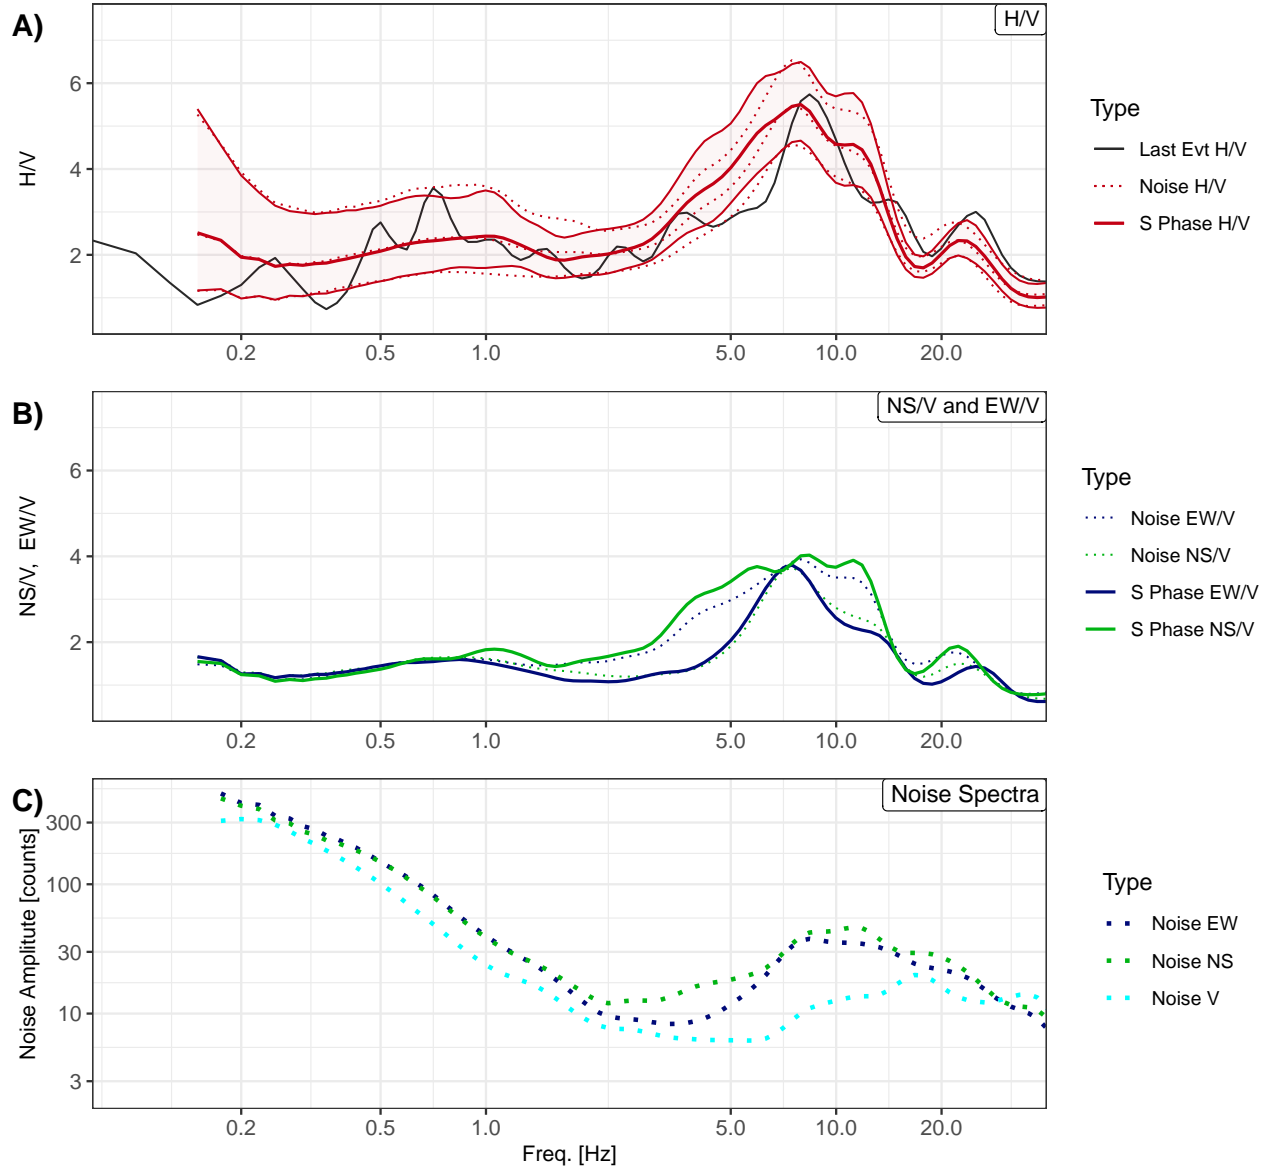 A)
H/V
6
4
2
H/V
0.2
0.5
1.0
5.0
10.0
20.0
Type
Last Evt H/V
Noise H/V
S Phase H/V
B)
NS/V and EW/V
6
4
2
NS/V,  EW/V
0.2
0.5
1.0
5.0
10.0
20.0
Type
Noise EW/V
Noise NS/V
S Phase EW/V
S Phase NS/V
C)
Noise Spectra
300
100
30
10
3
Noise Amplitude [counts]
0.2
0.5
1.0
5.0
10.0
20.0
Freq. [Hz]
Type
Noise EW
Noise NS
Noise V